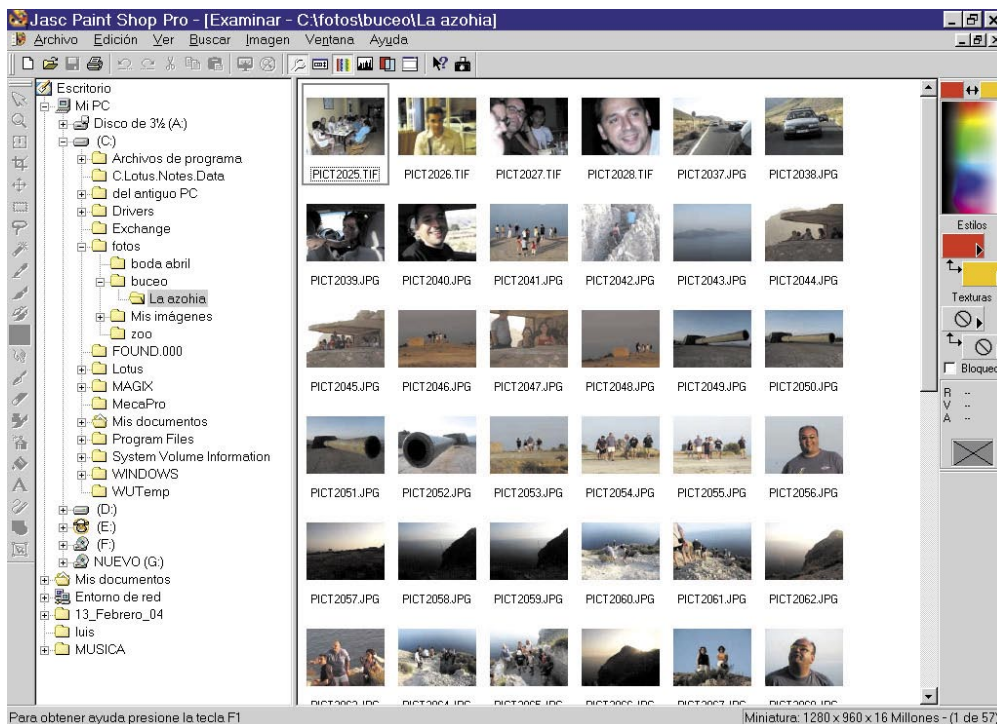 Jasc Paint Shop Pro - [Examinar - C:\fotos\buceo\La azohia]
Archivo Edición Ver Buscar Imagen Ventana Ayuda
Escritorio
Mi PC
Disco de 3½ (A:)
(C:)
Archivos de programa
C.Lotus.Notes.Data
del antiguo PC
Drivers
Exchange
fotos
boda abril
buceo
La azohia
Mis imágenes
zoo
FOUND.000
Lotus
MAGIX
MecaPro
Mis documentos
Program Files
System Volume Information
WINDOWS
WUTemp
(D:)
(E:)
(F:)
NUEVO (G:)
Mis documentos
Entorno de red
13_Febrero_04
luis
MUSICA
PICT2025.TIF PICT2026.TIF PICT2027.TIF PICT2028.TIF PICT2037.JPG PICT2038.JPG
PICT2039.JPG PICT2040.JPG PICT2041.JPG PICT2042.JPG PICT2043.JPG PICT2044.JPG
PICT2045.JPG PICT2046.JPG PICT2047.JPG PICT2048.JPG PICT2049.JPG PICT2050.JPG
PICT2051.JPG PICT2052.JPG PICT2053.JPG PICT2054.JPG PICT2055.JPG PICT2056.JPG
PICT2057.JPG PICT2058.JPG PICT2059.JPG PICT2060.JPG PICT2061.JPG PICT2062.JPG
Estilos
Texturas
Bloquec
R --
V --
A --
Para obtener ayuda presione la tecla F1
Miniatura: 1280 x 960 x 16 Millones - (1 de 57